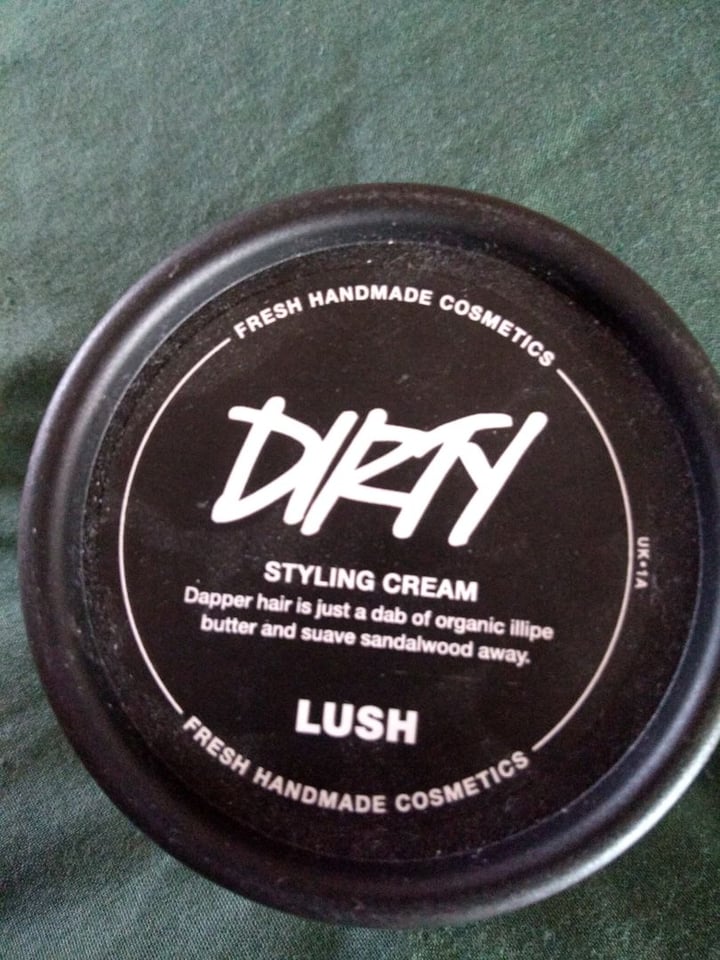 FRESH HANDMADE COSMETICS
DIRTY
STYLING CREAM
Dapper hair is just a dab of organic illipe
butter and suave sandalwood away.
LUSH
FRESH HANDMADE COSMETICS
UK+1A